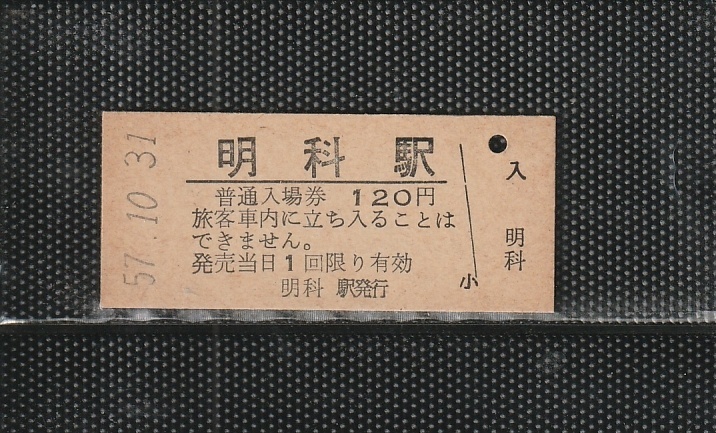 57.10 31
明科駅
普通入場券 120円
旅客車内に立ち入ることは
できません。
発売当日1回限り有効
明科 駅発行
小
入
明科